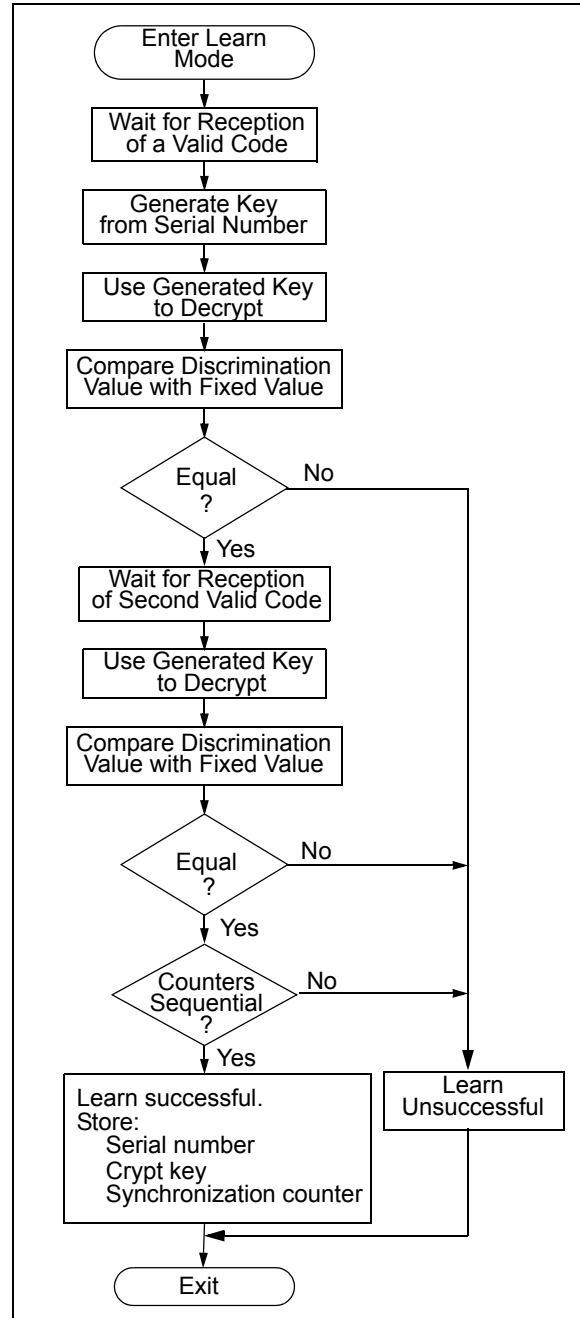 Enter Learn
Mode
Wait for Reception
of a Valid Code
Generate Key
from Serial Number
Use Generated Key
to Decrypt
Compare Discrimination
Value with Fixed Value
Equal
?
No
Yes
Wait for Reception
of Second Valid Code
Use Generated Key
to Decrypt
Compare Discrimination
Value with Fixed Value
Equal
?
No
Yes
Counters
Sequential
?
No
Yes
Learn successful.
Store:
Serial number
Crypt key
Synchronization counter
Learn
Unsuccessful
Exit